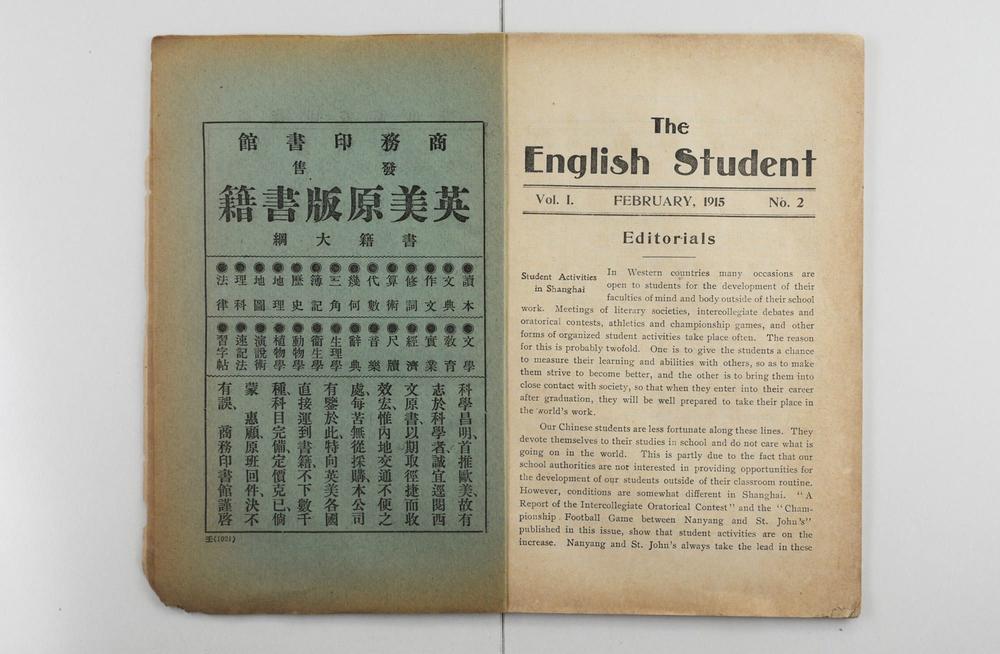 商務印書館
發售
英美原版書籍
書籍大綱
讀本
文典
作文
修詞
算術
代數
幾何
三角
簿記
歷史
地理
地圖
理科
法律
文學
教育
實業
經濟
尺牘
音樂
辭典
生理學
衞生學
動物學
植物學
演說術
速記法
習字帖
科學昌明、首推歐美、故有
志於科學者、誠宜遍閱西
文原書、以期取徑捷而收
效宏、惟內地交通不便之
處、每苦無從採購、本公司
有鑒於此、特向英美各國
直接運到書籍、不下數千
種、科目完備、定價克己、倘
蒙 惠顧、原班回件、決不
有誤、 商務印書館謹啓
壬(1021)
The
English Student
Vol. I. FEBRUARY, 1915 No. 2
Editorials
Student Activities
in Shanghai
In Western countries many occasions are
open to students for the development of their
faculties of mind and body outside of their school
work. Meetings of literary societies, intercollegiate debates and
oratorical contests, athletics and championship games, and other
forms of organized student activities take place often. The reason
for this is probably twofold. One is to give the students a chance
to measure their learning and abilities with others, so as to make
them strive to become better, and the other is to bring them into
close contact with society, so that when they enter into their career
after graduation, they will be well prepared to take their place in
the world's work.
Our Chinese students are less fortunate along these lines. They
devote themselves to their studies in school and do not care what is
going on in the world. This is partly due to the fact that our
school authorities are not interested in providing opportunities for
the development of our students outside of their classroom routine.
However, conditions are somewhat different in Shanghai. "A
Report of the Intercollegiate Oratorical Contest" and the "Cham-
pionship Football Game between Nanyang and St. John's"
published in this issue, show that student activities are on the
increase. Nanyang and St. John's always take the lead in these